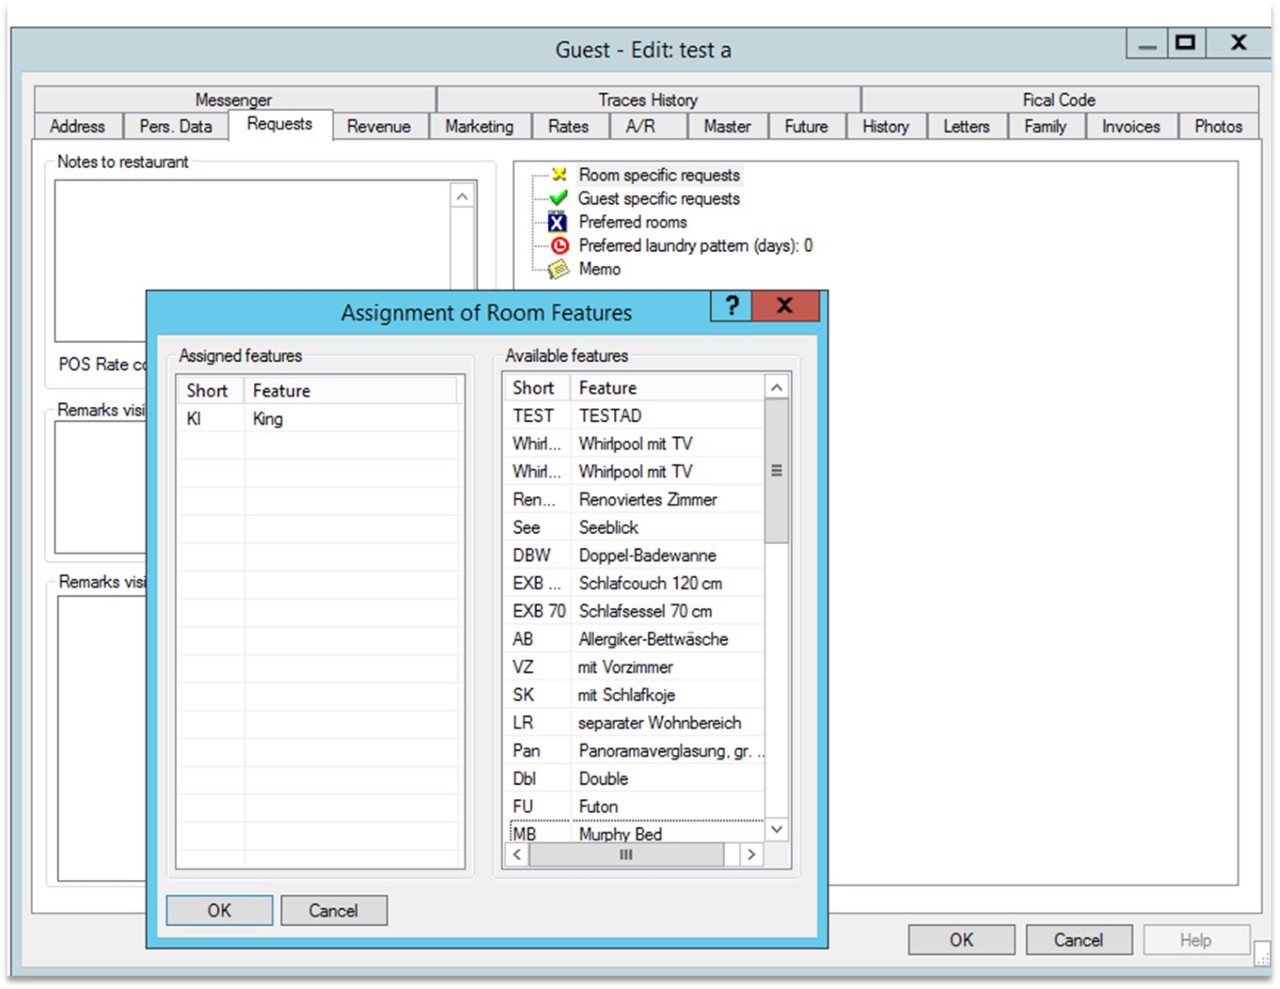 Guest - Edit: test a
Messenger Traces History Fical Code
Address Pers. Data Requests Revenue Marketing Rates A/R Master Future History Letters Family Invoices Photos
Notes to restaurant
Room specific requests
Guest specific requests
Preferred rooms
Preferred laundry pattern (days): 0
Memo
POS Rate co
Remarks visi
Remarks visi
Assignment of Room Features
Assigned features
Short Feature
KI King
Available features
Short Feature
TEST TESTAD
Whirl... Whirlpool mit TV
Whirl... Whirlpool mit TV
Ren... Renoviertes Zimmer
See Seeblick
DBW Doppel-Badewanne
EXB ... Schlafcouch 120 cm
EXB 70 Schlafsessel 70 cm
AB Allergiker-Bettwäsche
VZ mit Vorzimmer
SK mit Schlafkoje
LR separater Wohnbereich
Pan Panoramaverglasung, gr. ..
Dbl Double
FU Futon
MB Murphy Bed
OK Cancel
OK Cancel Help